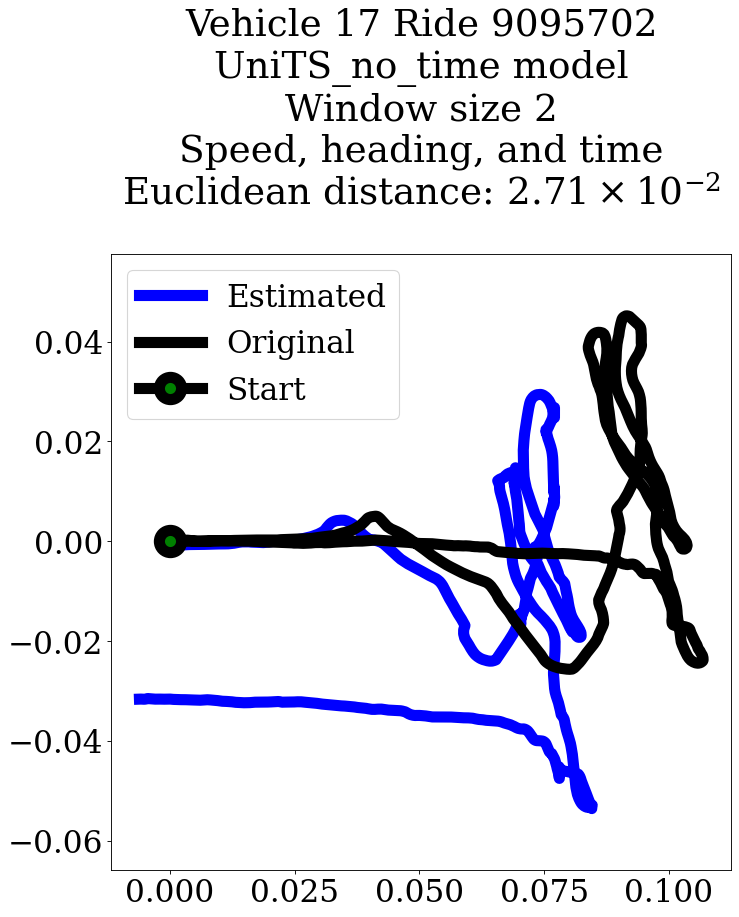 Vehicle 17 Ride 9095702
UniTS_no_time model
Window size 2
Speed, heading, and time
Euclidean distance: 2.71 × 10⁻²
Estimated
Original
Start
0.04
0.02
0.00
−0.02
−0.04
−0.06
0.000 0.025 0.050 0.075 0.100